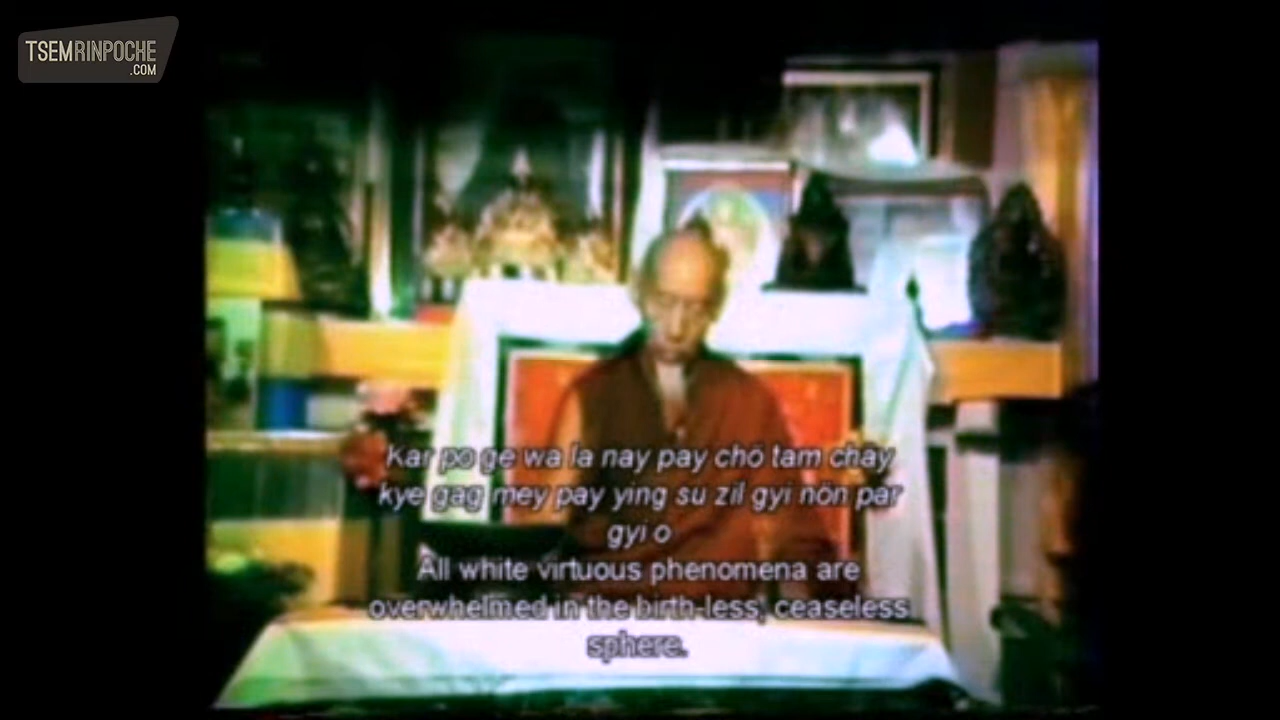 TSEMRINPOCHE
.COM
Kar po ge wa la nay pay chö tam chäy
kye gag mey pay ying su zil gyi nön par
gyi o
All white virtuous phenomena are
overwhelmed in the birth-less, ceaseless
sphere.